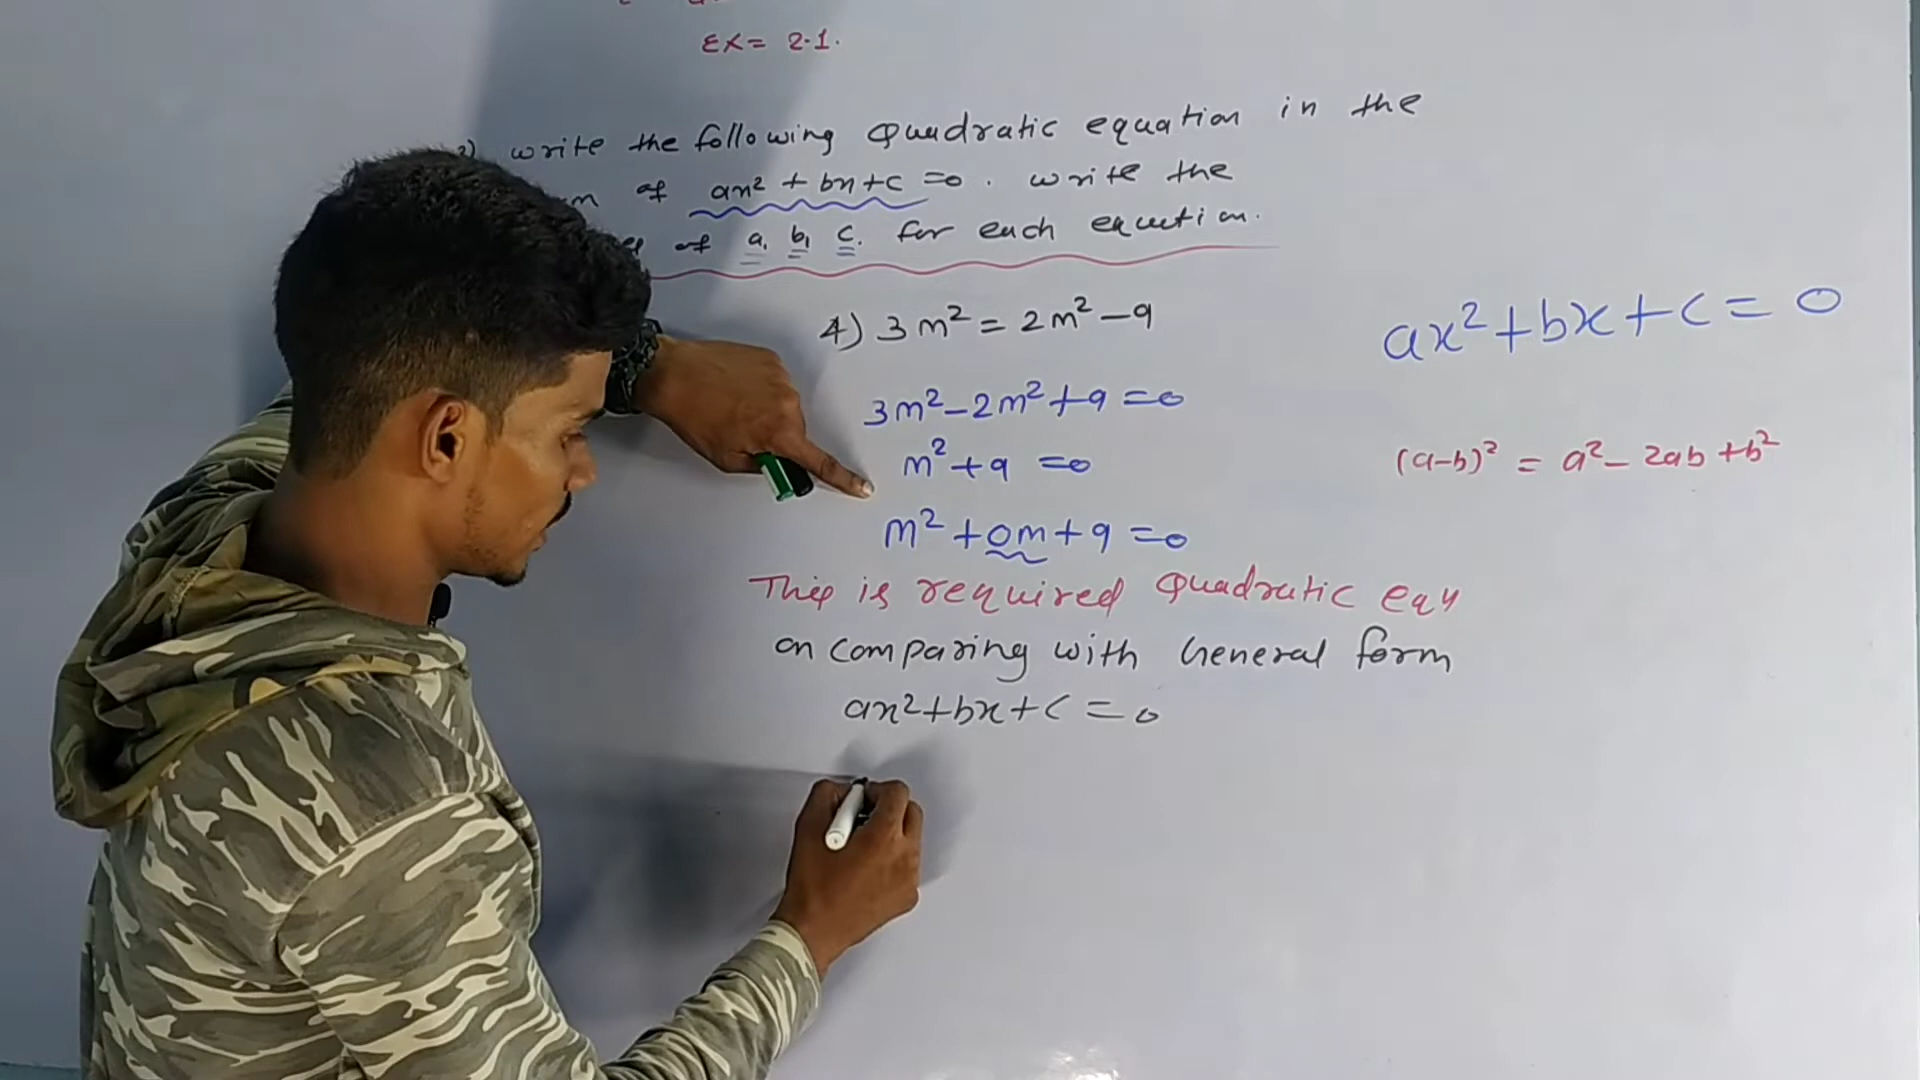 EX= 2.1.
write the following Quadratic equation in the
of ax² + bx+c =0. write the
of a, b, c. for each equation.
4) 3m² = 2m² - 9
3m² - 2m² + 9 = 0
m² + 9 = 0
m² + 0m + 9 = 0
This is required Quadratic eqn
on comparing with General form
ax² + bx + c = 0
ax² + bx + c = 0
(a-b)² = a² - 2ab + b²